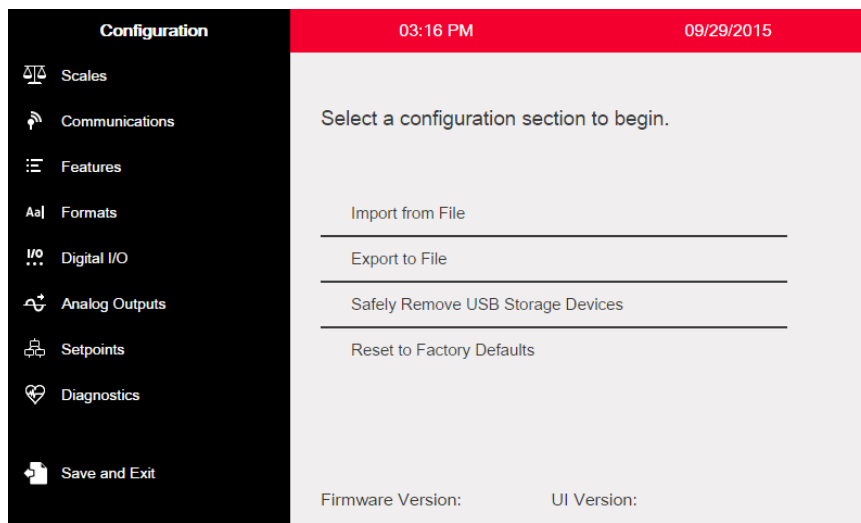 Configuration
03:16 PM
09/29/2015
Scales
Communications
Features
Aa| Formats
I/O Digital I/O
Analog Outputs
Setpoints
Diagnostics
Save and Exit
Select a configuration section to begin.
Import from File
Export to File
Safely Remove USB Storage Devices
Reset to Factory Defaults
Firmware Version:
UI Version: